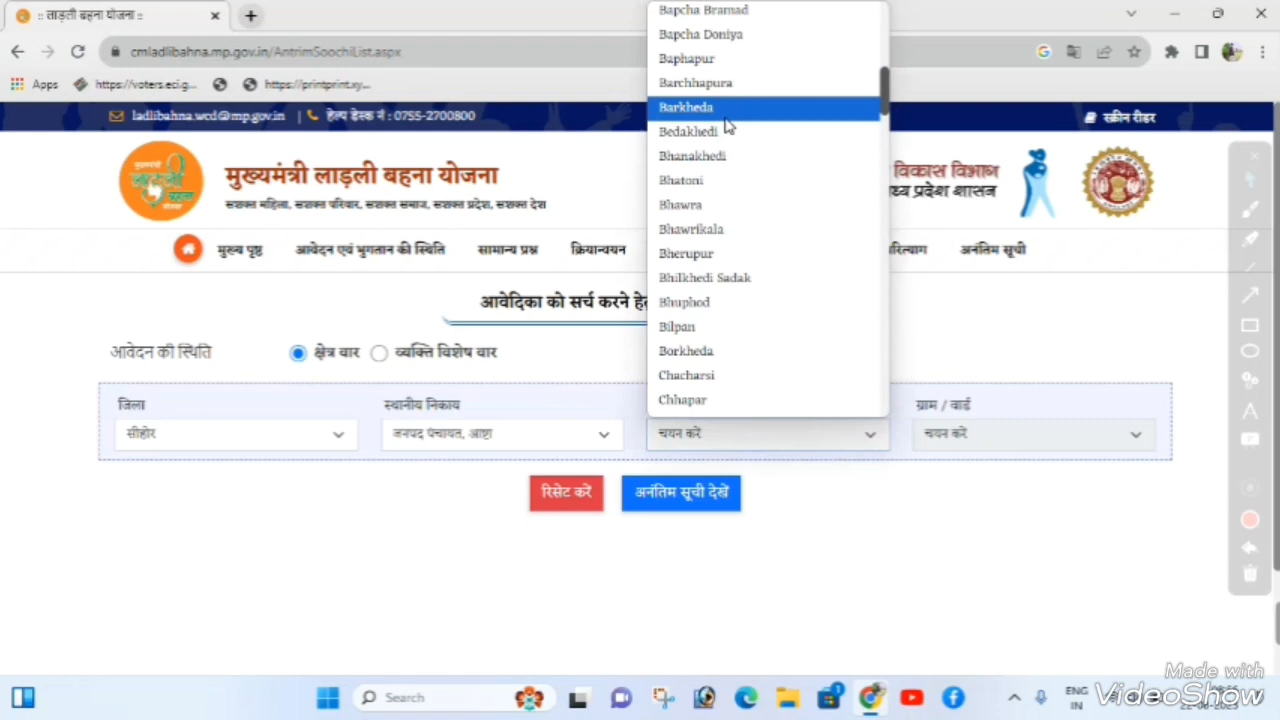 :: लाड़ली बहना योजना ::
cmladlibahna.mp.gov.in/AntrimSoochiList.aspx
Apps
https://voters.eci.g...
https://printprint.xy...
ladlibahna.wcd@mp.gov.in | हेल्प डेस्क नं : 0755-2700800
स्क्रीन रीडर
मुख्यमंत्री लाड़ली बहना योजना
सशक्त महिला, सशक्त परिवार, सशक्त समाज, सशक्त प्रदेश, सशक्त देश
विकास विभाग
ध्य प्रदेश शासन
मुख्य पृष्ठ
आवेदन एवं भुगतान की स्थिति
सामान्य प्रश्न
क्रियान्वयन
रित्याग
अनंतिम सूची
आवेदिका को सर्च करने हे
आवेदन की स्थिति
क्षेत्र वार
व्यक्ति विशेष वार
जिला
स्थानीय निकाय
ग्राम / वार्ड
सीहोर
जनपद पंचायत, आष्टा
चयन करें
चयन करें
Bapcha Bramad
Bapcha Doniya
Baphapur
Barchhapura
Barkheda
Bedakhedi
Bhanakhedi
Bhatoni
Bhawra
Bhawrikala
Bherupur
Bhilkhedi Sadak
Bhuphod
Bilpan
Borkheda
Chacharsi
Chhapar
रिसेट करें
अनंतिम सूची देखें
Search
ENG
IN
Made with
VideoShow